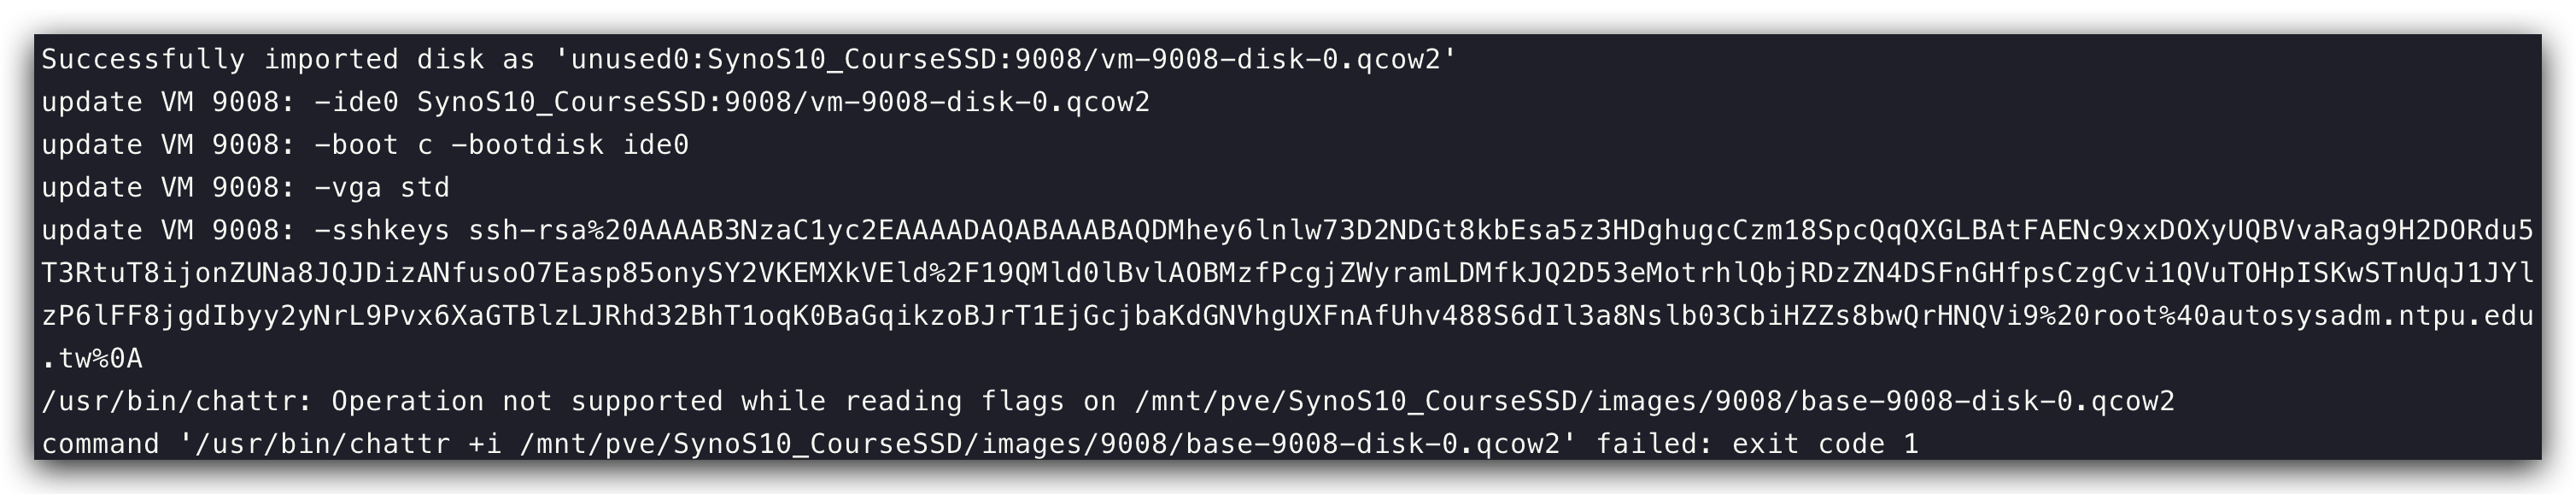 Successfully imported disk as 'unused0:SynoS10_CourseSSD:9008/vm-9008-disk-0.qcow2'
update VM 9008: -ide0 SynoS10_CourseSSD:9008/vm-9008-disk-0.qcow2
update VM 9008: -boot c -bootdisk ide0
update VM 9008: -vga std
update VM 9008: -sshkeys ssh-rsa%20AAAAB3NzaC1yc2EAAAADAQABAAABAQDMhey6lnlw73D2NDGt8kbEsa5z3HDghugcCzm18SpcQqQXGLBAtFAENc9xxDOXyUQBVvaRag9H2DORdu5
T3RtuT8ijonZUNa8JQJDizANfusoO7Easp85onySY2VKEMXkVEld%2F19QMld0lBvlAOBMzfPcgjZWyramLDMfkJQ2D53eMotrhlQbjRDzZN4DSFnGHfpsCzgCvi1QVuTOHpISKwSTnUqJ1JYl
zP6lFF8jgdIbyy2yNrL9Pvx6XaGTBlzLJRhd32BhT1oqK0BaGqikzoBJrT1EjGcjbaKdGNVhgUXFnAfUhv488S6dIl3a8Nslb03CbiHZZs8bwQrHNQVi9%20root%40autosysadm.ntpu.edu
.tw%0A
/usr/bin/chattr: Operation not supported while reading flags on /mnt/pve/SynoS10_CourseSSD/images/9008/base-9008-disk-0.qcow2
command '/usr/bin/chattr +i /mnt/pve/SynoS10_CourseSSD/images/9008/base-9008-disk-0.qcow2' failed: exit code 1